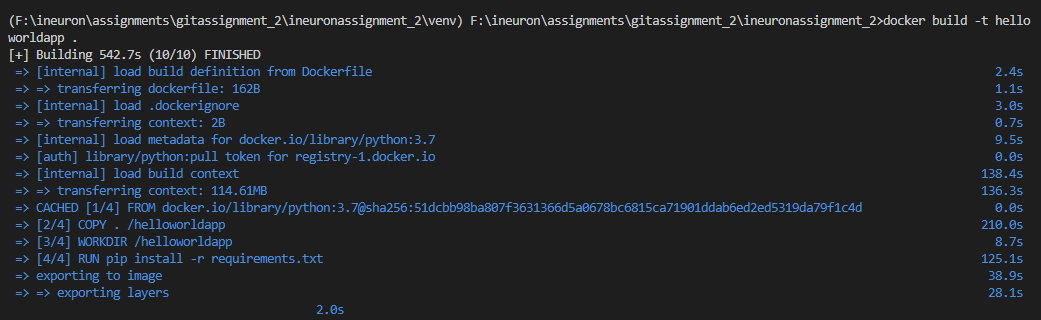 (F:\ineuron\assignments\gitassignment_2\ineuronassignment_2\venv) F:\ineuron\assignments\gitassignment_2\ineuronassignment_2>docker build -t hello
worldapp .
[+] Building 542.7s (10/10) FINISHED
=> [internal] load build definition from Dockerfile 2.4s
=> => transferring dockerfile: 162B 1.1s
=> [internal] load .dockerignore 3.0s
=> => transferring context: 2B 0.7s
=> [internal] load metadata for docker.io/library/python:3.7 9.5s
=> [auth] library/python:pull token for registry-1.docker.io 0.0s
=> [internal] load build context 138.4s
=> => transferring context: 114.61MB 136.3s
=> CACHED [1/4] FROM docker.io/library/python:3.7@sha256:51dcbb98ba807f3631366d5a0678bc6815ca71901ddab6ed2ed5319da79f1c4d 0.0s
=> [2/4] COPY . /helloworldapp 210.0s
=> [3/4] WORKDIR /helloworldapp 8.7s
=> [4/4] RUN pip install -r requirements.txt 125.1s
=> exporting to image 38.9s
=> => exporting layers 28.1s
2.0s